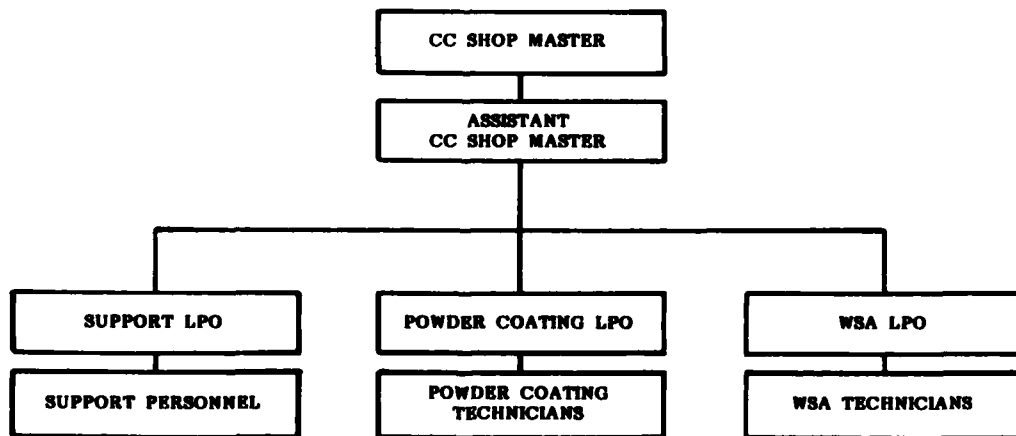 CC SHOP MASTER
ASSISTANT
CC SHOP MASTER
SUPPORT LPO
POWDER COATING LPO
WSA LPO
SUPPORT PERSONNEL
POWDER COATING
TECHNICIANS
WSA TECHNICIANS